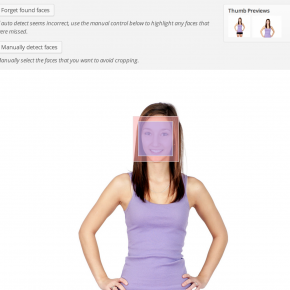 Forget found faces
Thumb Previews
auto detect seems incorrect, use the manual control below to highlight any faces that
were missed.
Manually detect faces
Manually select the faces that you want to avoid cropping.